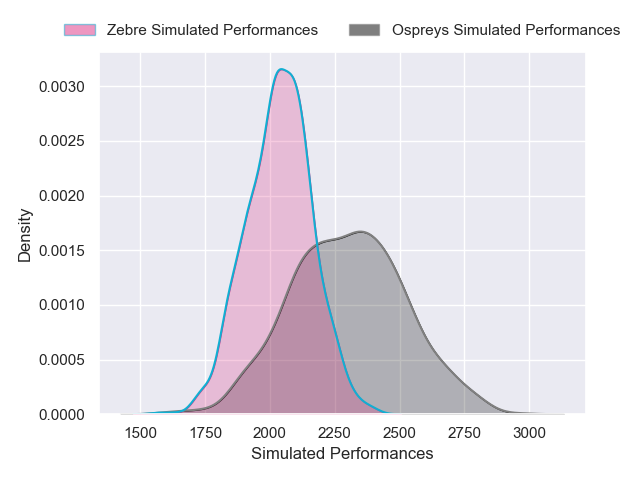 Zebre Simulated Performances
Ospreys Simulated Performances
0.0030
0.0025
0.0020
0.0015
0.0010
0.0005
0.0000
Density
1500 1750 2000 2250 2500 2750 3000
Simulated Performances